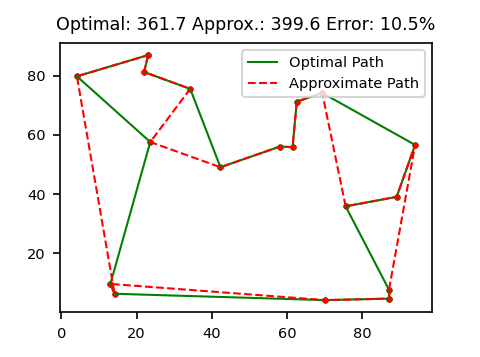 Optimal: 361.7 Approx.: 399.6 Error: 10.5%
Optimal Path
Approximate Path
80
60
40
20
0 20 40 60 80